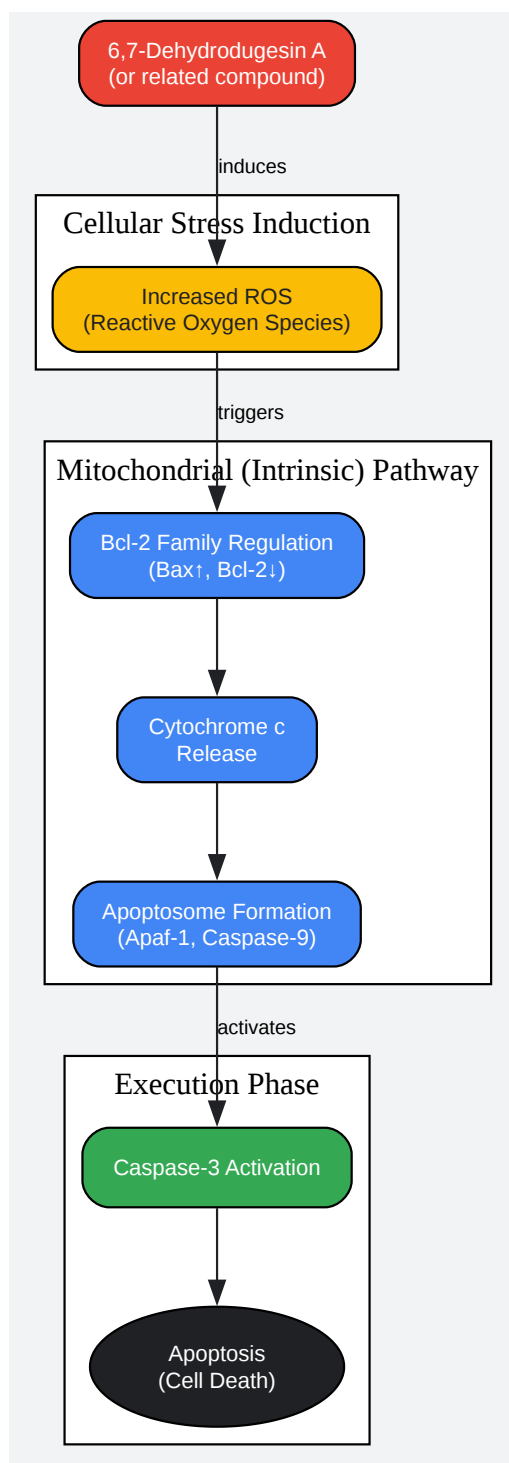 6,7-Dehydrodugesin A
(or related compound)
induces
Cellular Stress Induction
Increased ROS
(Reactive Oxygen Species)
triggers
Mitochondrial (Intrinsic) Pathway
Bcl-2 Family Regulation
(Bax↑, Bcl-2↓)
Cytochrome c
Release
Apoptosome Formation
(Apaf-1, Caspase-9)
activates
Execution Phase
Caspase-3 Activation
Apoptosis
(Cell Death)